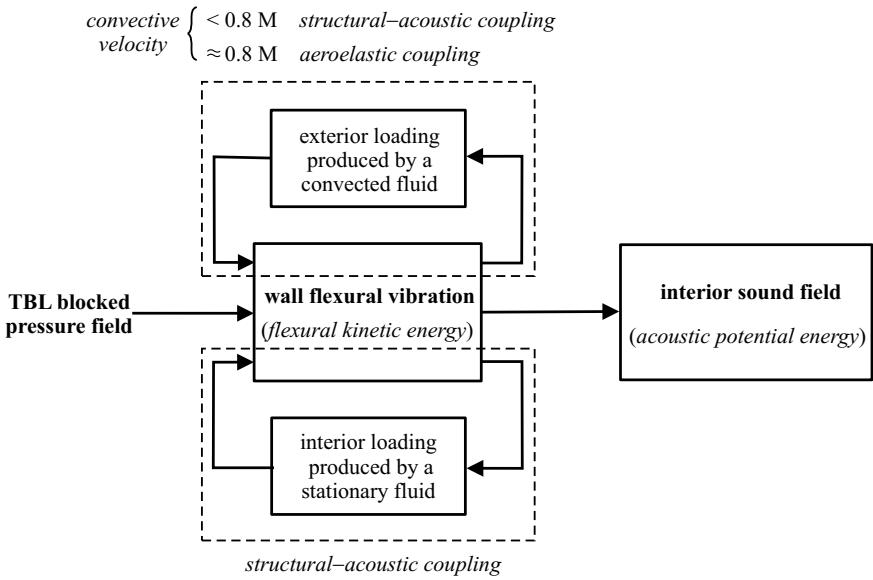 convective
velocity
< 0.8 M structural–acoustic coupling
≈ 0.8 M aeroelastic coupling
exterior loading
produced by a
convected fluid
TBL blocked
pressure field
wall flexural vibration
(flexural kinetic energy)
interior sound field
(acoustic potential energy)
interior loading
produced by a
stationary fluid
structural–acoustic coupling